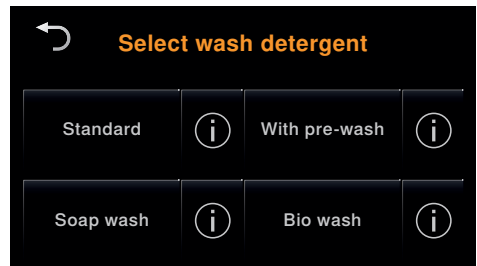 Select wash detergent
Standard
With pre-wash
Soap wash
Bio wash